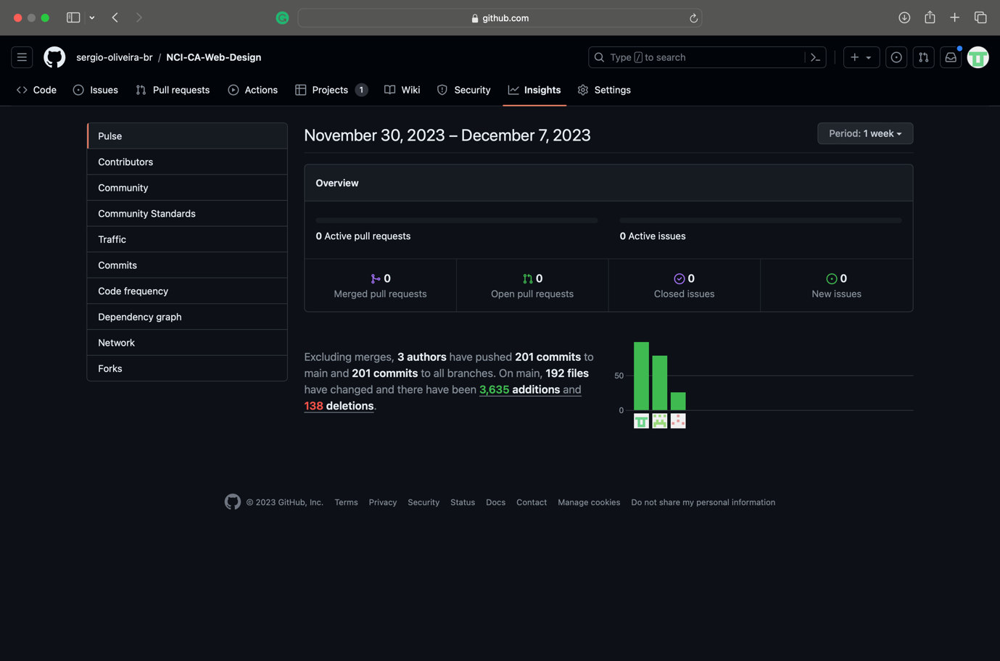 github.com
sergio-oliveira-br / NCI-CA-Web-Design
Type / to search
Code Issues Pull requests Actions Projects 1 Wiki Security Insights Settings
Pulse
Contributors
Community
Community Standards
Traffic
Commits
Code frequency
Dependency graph
Network
Forks
November 30, 2023 – December 7, 2023
Period: 1 week
Overview
0 Active pull requests
0 Active issues
0
Merged pull requests
0
Open pull requests
0
Closed issues
0
New issues
Excluding merges, 3 authors have pushed 201 commits to
main and 201 commits to all branches. On main, 192 files
have changed and there have been 3,635 additions and
138 deletions.
50
0
© 2023 GitHub, Inc. Terms Privacy Security Status Docs Contact Manage cookies Do not share my personal information